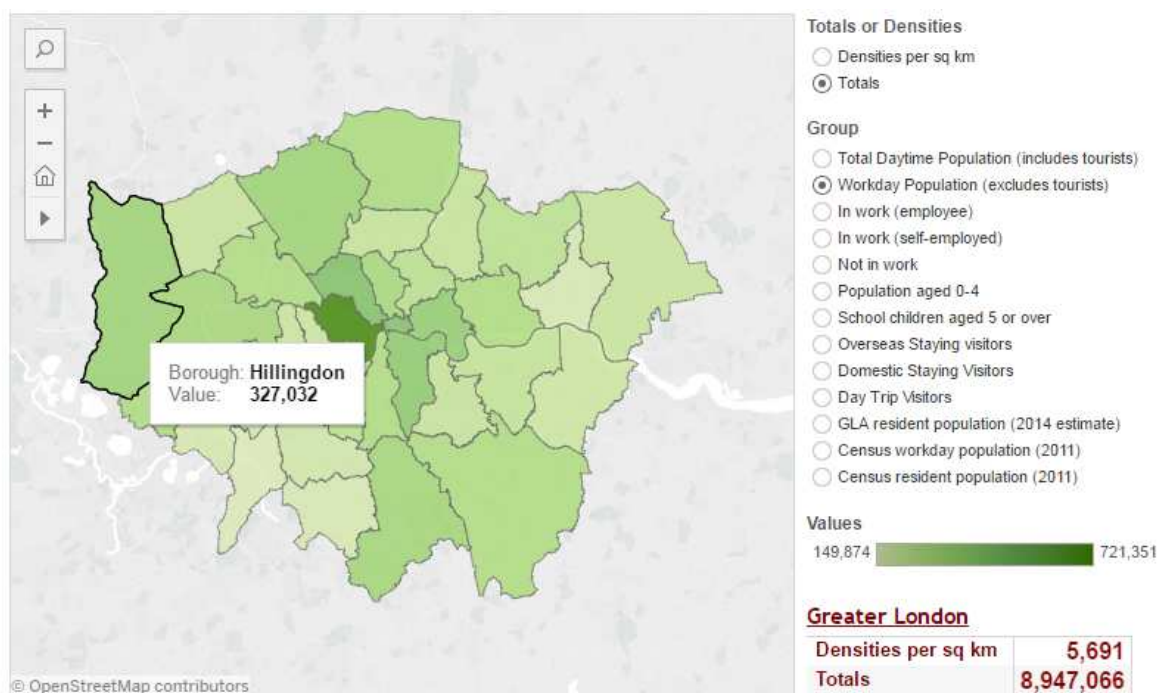 Totals or Densities
Densities per sq km
Totals
Group
Total Daytime Population (includes tourists)
Workday Population (excludes tourists)
In work (employee)
In work (self-employed)
Not in work
Population aged 0-4
School children aged 5 or over
Overseas Staying visitors
Domestic Staying Visitors
Day Trip Visitors
GLA resident population (2014 estimate)
Census workday population (2011)
Census resident population (2011)
Values
149,874 721,351
Greater London
Densities per sq km 5,691
Totals 8,947,066
Borough: Hillingdon
Value: 327,032
© OpenStreetMap contributors